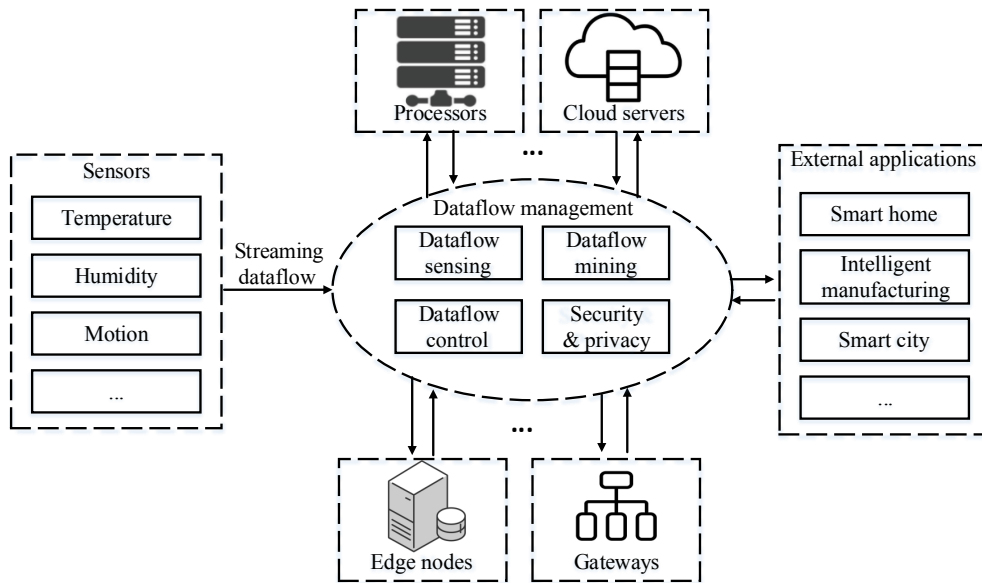 Processors
Cloud servers
...
Sensors
Temperature
Humidity
Motion
...
Streaming
dataflow
Dataflow management
Dataflow
sensing
Dataflow
mining
Dataflow
control
Security
& privacy
External applications
Smart home
Intelligent
manufacturing
Smart city
...
...
Edge nodes
Gateways